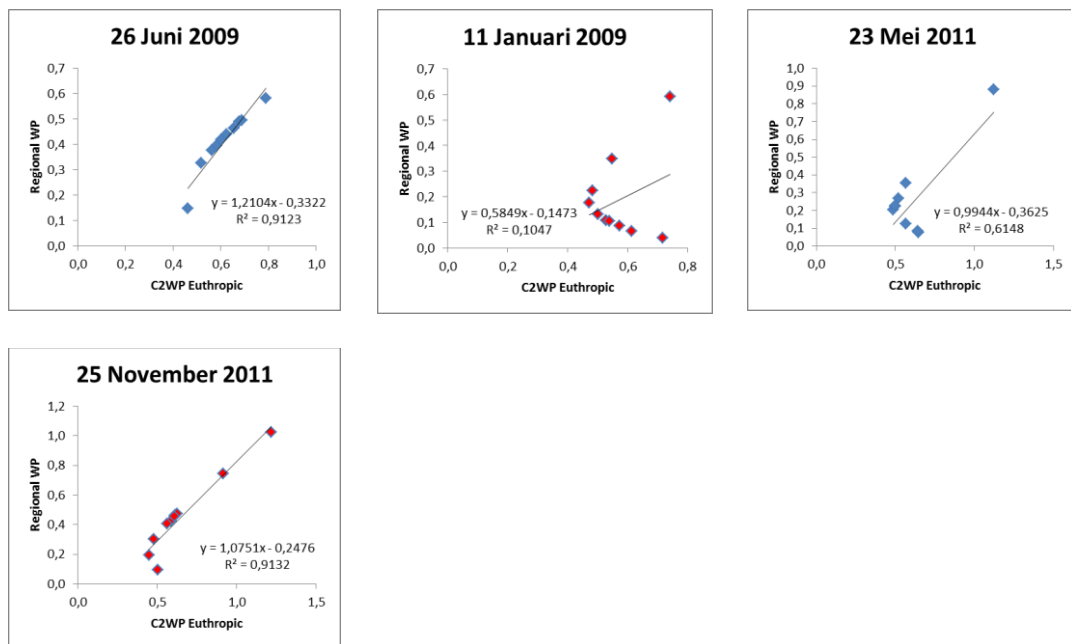 26 Juni 2009
0,7
0,6
0,5
0,4
0,3
0,2
0,1
0,0
Regional WP
y = 1,2104x - 0,3322
R² = 0,9123
0,0 0,2 0,4 0,6 0,8 1,0
C2WP Euthropic
11 Januari 2009
0,7
0,6
0,5
0,4
0,3
0,2
0,1
0,0
Regional WP
y = 0,5849x - 0,1473
R² = 0,1047
0,0 0,2 0,4 0,6 0,8
C2WP Euthropic
23 Mei 2011
1,0
0,9
0,8
0,7
0,6
0,5
0,4
0,3
0,2
0,1
0,0
Regional WP
y = 0,9944x - 0,3625
R² = 0,6148
0,0 0,5 1,0 1,5
C2WP Euthropic
25 November 2011
1,2
1,0
0,8
0,6
0,4
0,2
0,0
Regional WP
y = 1,0751x - 0,2476
R² = 0,9132
0,0 0,5 1,0 1,5
C2WP Euthropic